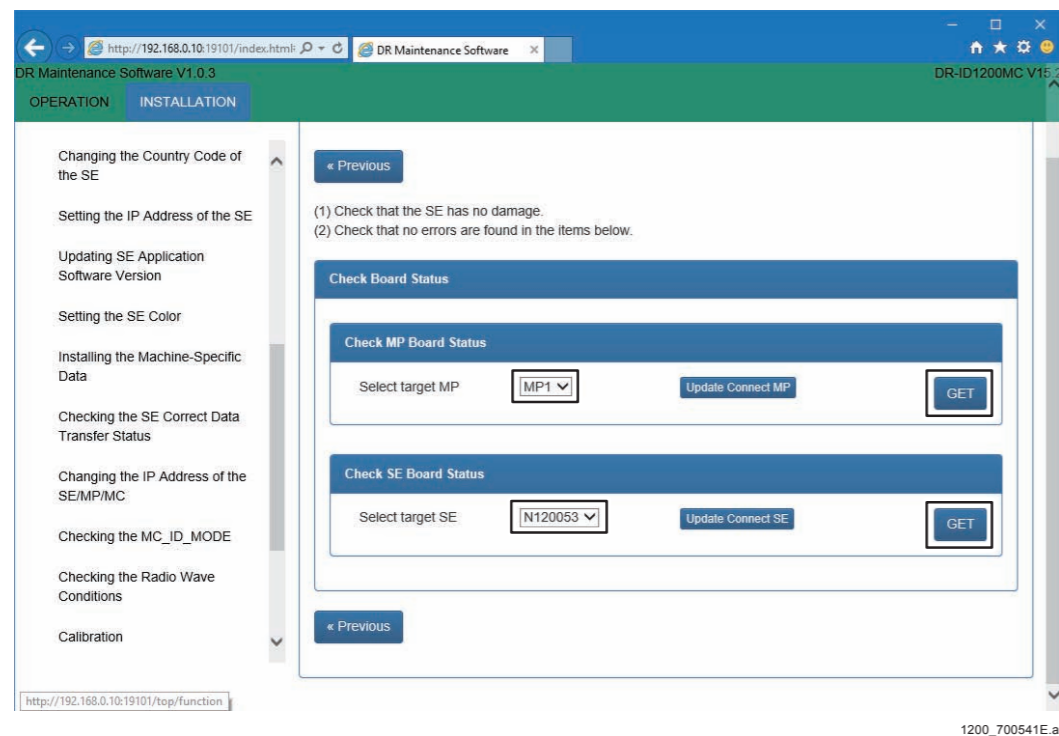 http://192.168.0.10:19101/index.html
DR Maintenance Software
DR Maintenance Software V1.0.3
DR-ID1200MC V15.2
OPERATION
INSTALLATION
Changing the Country Code of
the SE
Setting the IP Address of the SE
Updating SE Application
Software Version
Setting the SE Color
Installing the Machine-Specific
Data
Checking the SE Correct Data
Transfer Status
Changing the IP Address of the
SE/MP/MC
Checking the MC_ID_MODE
Checking the Radio Wave
Conditions
Calibration
« Previous
(1) Check that the SE has no damage.
(2) Check that no errors are found in the items below.
Check Board Status
Check MP Board Status
Select target MP
MP1
Update Connect MP
GET
Check SE Board Status
Select target SE
N120053
Update Connect SE
GET
« Previous
http://192.168.0.10:19101/top/function
1200_700541E.a